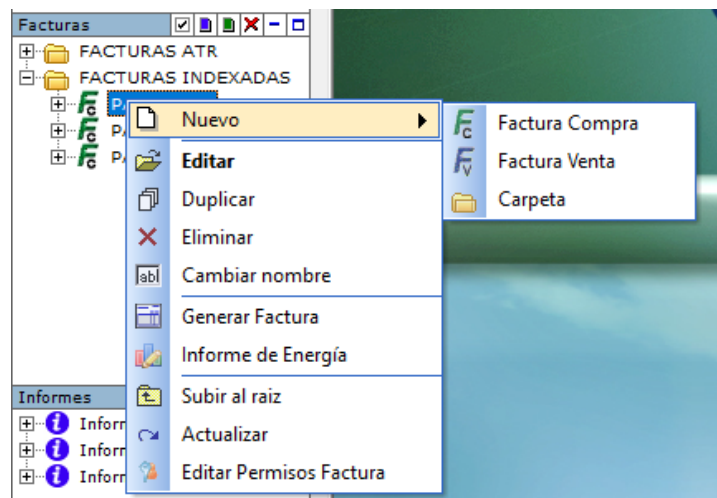 Facturas
FACTURAS ATR
FACTURAS INDEXADAS
Nuevo
Factura Compra
Factura Venta
Carpeta
Editar
Duplicar
Eliminar
abl Cambiar nombre
Generar Factura
Informe de Energía
Subir al raiz
Actualizar
Editar Permisos Factura
Informes